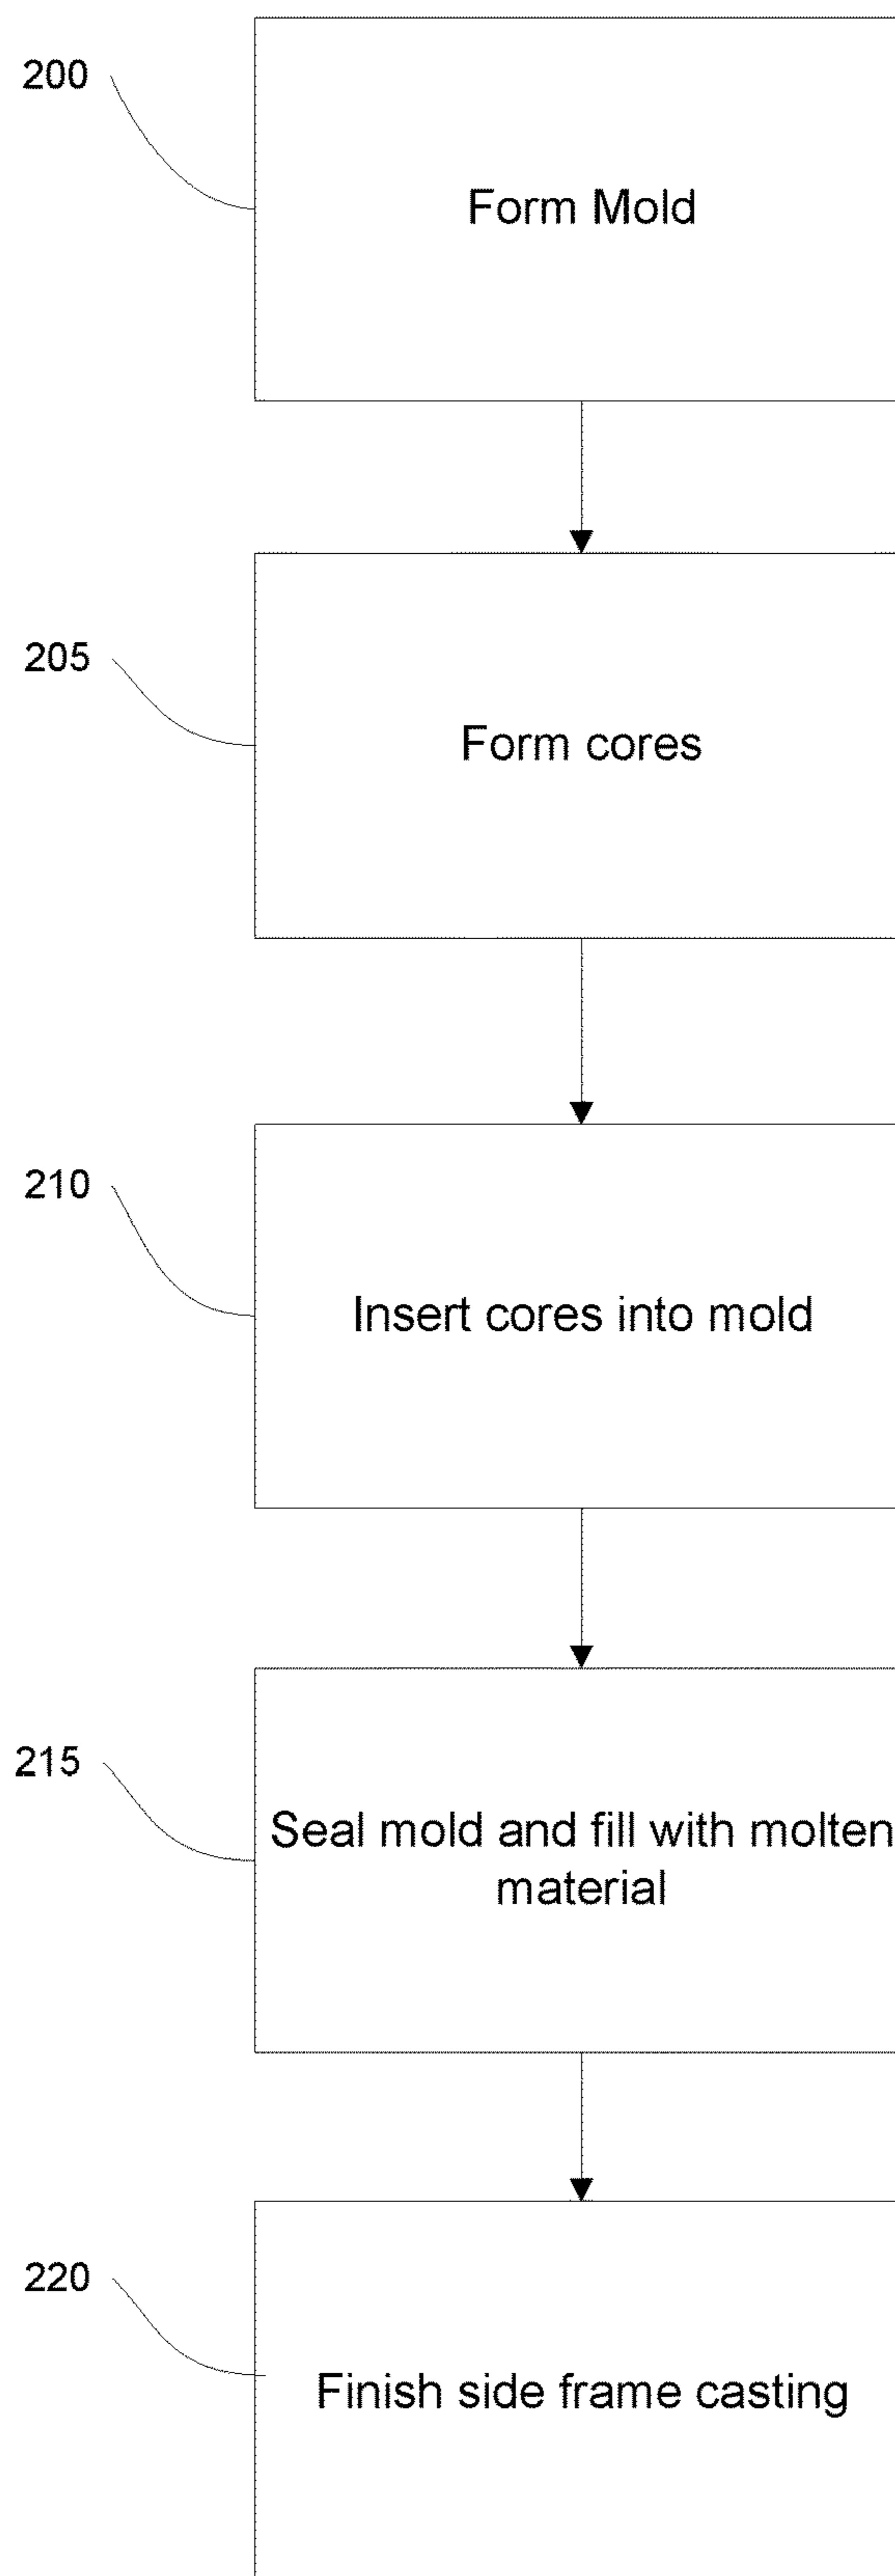 200
Form Mold
205
Form cores
210
Insert cores into mold
215
Seal mold and fill with molten
material
220
Finish side frame casting